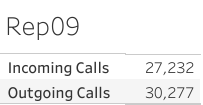 Rep09
Incoming Calls 27,232
Outgoing Calls 30,277